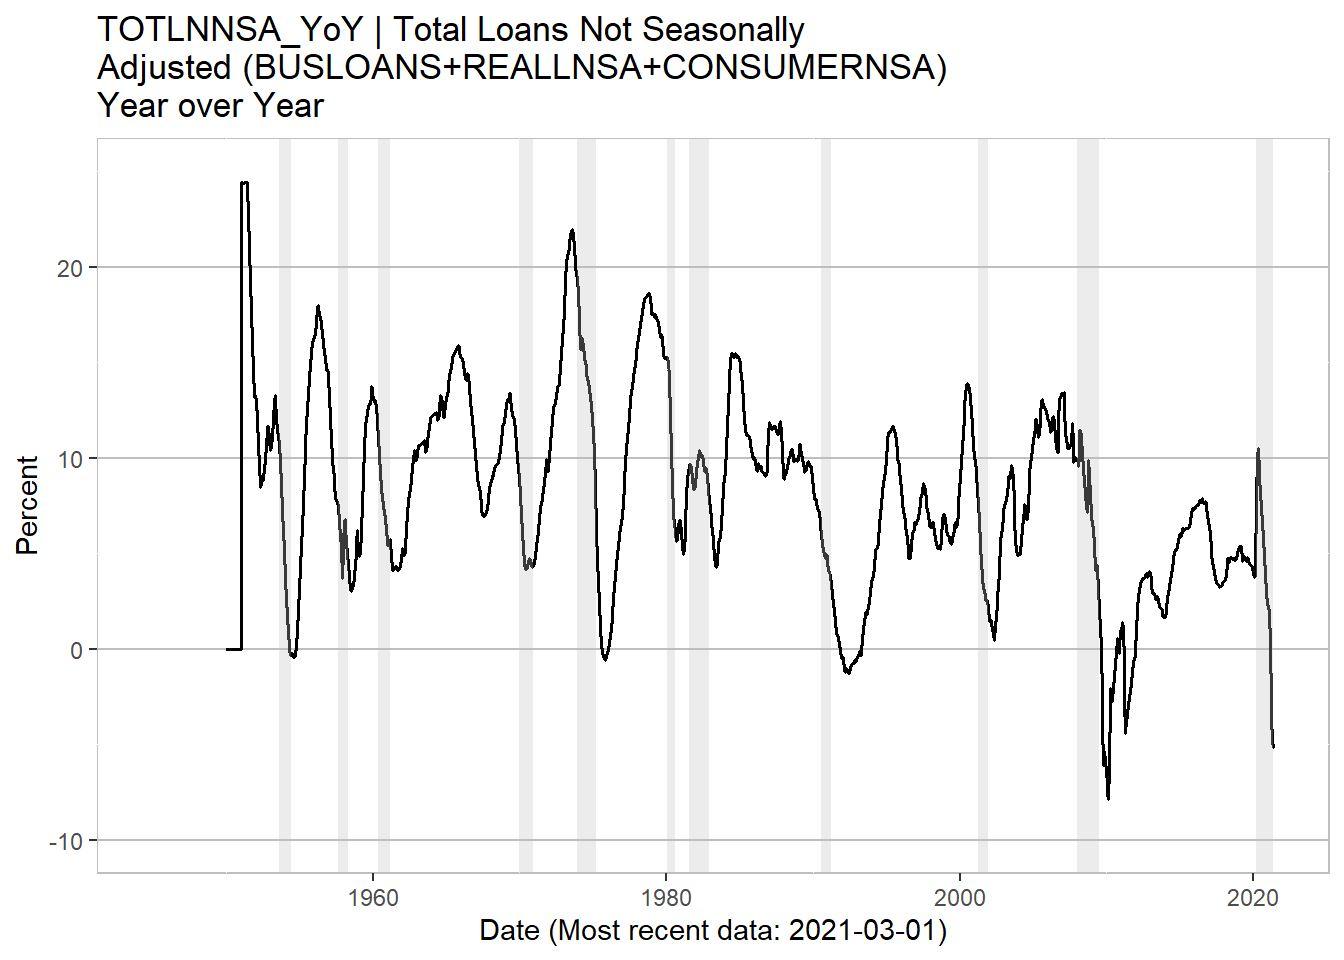 TOTLNNSA_YoY | Total Loans Not Seasonally
Adjusted (BUSLOANS+REALLNSA+CONSUMERNSA)
Year over Year
Percent
20
10
0
-10
1960
1980
2000
2020
Date (Most recent data: 2021-03-01)